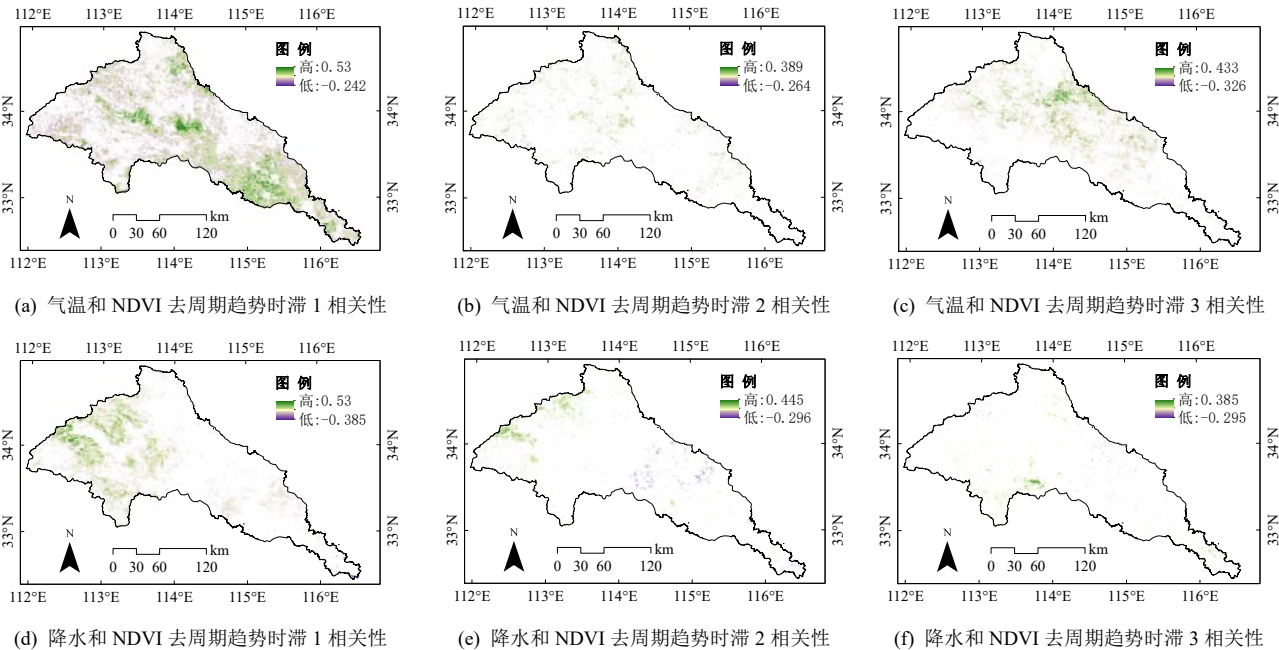 112°E 113°E 114°E 115°E 116°E
34°N
33°N
图 例
高:0.53
低:-0.242
N
km
0 30 60 120
112°E 113°E 114°E 115°E 116°E
(a) 气温和 NDVI 去周期趋势时滞 1 相关性
112°E 113°E 114°E 115°E 116°E
34°N
33°N
图 例
高:0.389
低:-0.264
N
km
0 30 60 120
112°E 113°E 114°E 115°E 116°E
(b) 气温和 NDVI 去周期趋势时滞 2 相关性
112°E 113°E 114°E 115°E 116°E
34°N
34°N
33°N
33°N
图 例
高:0.433
低:-0.326
N
km
0 30 60 120
112°E 113°E 114°E 115°E 116°E
(c) 气温和 NDVI 去周期趋势时滞 3 相关性
112°E 113°E 114°E 115°E 116°E
34°N
33°N
图 例
高:0.53
低:-0.385
N
km
0 30 60 120
112°E 113°E 114°E 115°E 116°E
(d) 降水和 NDVI 去周期趋势时滞 1 相关性
112°E 113°E 114°E 115°E 116°E
34°N
33°N
图 例
高:0.445
低:-0.296
N
km
0 30 60 120
112°E 113°E 114°E 115°E 116°E
(e) 降水和 NDVI 去周期趋势时滞 2 相关性
112°E 113°E 114°E 115°E 116°E
34°N
34°N
33°N
33°N
图 例
高:0.385
低:-0.295
N
km
0 30 60 120
112°E 113°E 114°E 115°E 116°E
(f) 降水和 NDVI 去周期趋势时滞 3 相关性